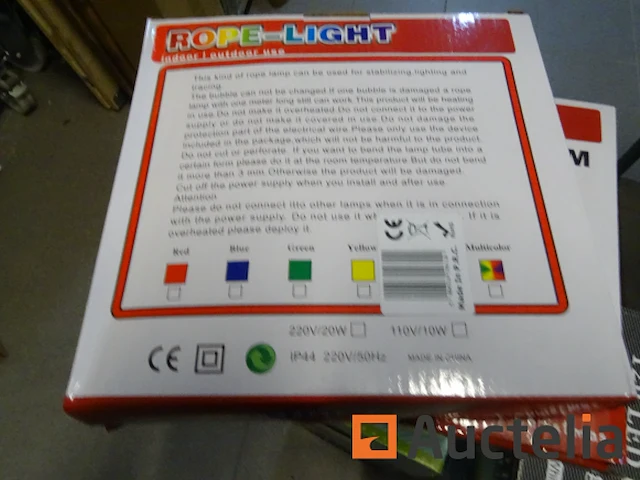 ROPE-LIGHT
indoor | outdoor use
This kind of rope lamp can be used for stabilizing,lighting and
tracing.
The bubble can not be changed if one bubble is damaged a rope
lamp with one meter long still can work.This product will be heating
in use.Do not make it overheated.Do not connect it to the power
supply or do not make it covered in use.Do not damage the
protection part of the electrical wire.Please only use the device
included in the package,which will not be harmful to the product.
Do not cut or perforate. If you want to bend the lamp tube into a
certain form please do it at the room temperature.But do not bend
it more than 3 mm.Otherwise the product will be damaged.
Cut off the power supply when you install and after use.
Attention
Please do not connect itto other lamps when it is in connection
with the power supply. Do not use it if it is
overheated please deploy it.
CE
Made In P.R.C.
Red Blue Green Yellow Multicolor
220V/20W 110V/10W
CE IP44 220V/50Hz MADE IN CHINA
M
Auctelia